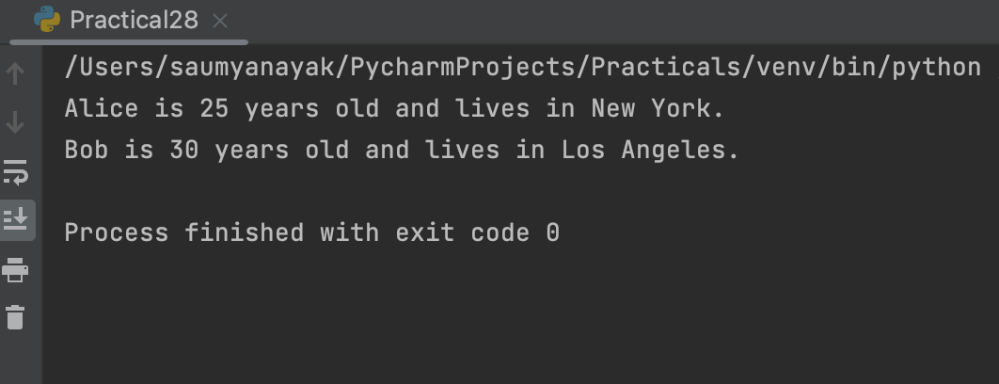 Practical28
/Users/saumyanayak/PycharmProjects/Practicals/venv/bin/python
Alice is 25 years old and lives in New York.
Bob is 30 years old and lives in Los Angeles.
Process finished with exit code 0